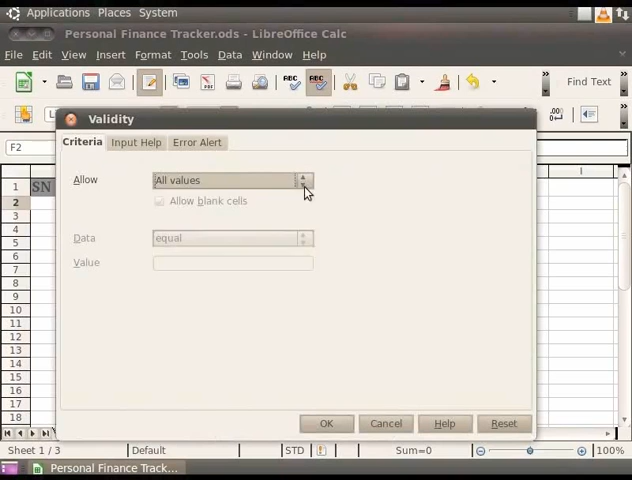 Applications Places System
Personal Finance Tracker.ods - LibreOffice Calc
File Edit View Insert Format Tools Data Window Help
ABC ABC Find Text
F2
Validity
Criteria Input Help Error Alert
Allow All values
Allow blank cells
Data equal
Value
OK Cancel Help Reset
I
1 SN
2
3
4
5
6
7
8
9
10
11
12
13
14
15
16
17
18
Sheet 1 / 3 Default STD Sum=0 100%
Personal Finance Track...